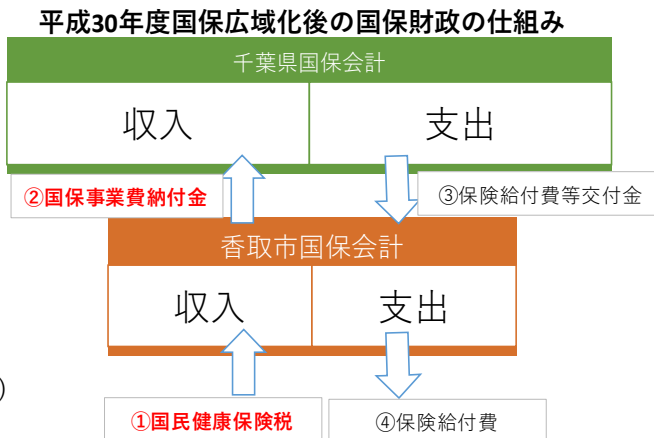 平成30年度国保広域化後の国保財政の仕組み
千葉県国保会計
収入
支出
②国保事業費納付金
③保険給付費等交付金
香取市国保会計
収入
支出
)
①国民健康保険税
④保険給付費